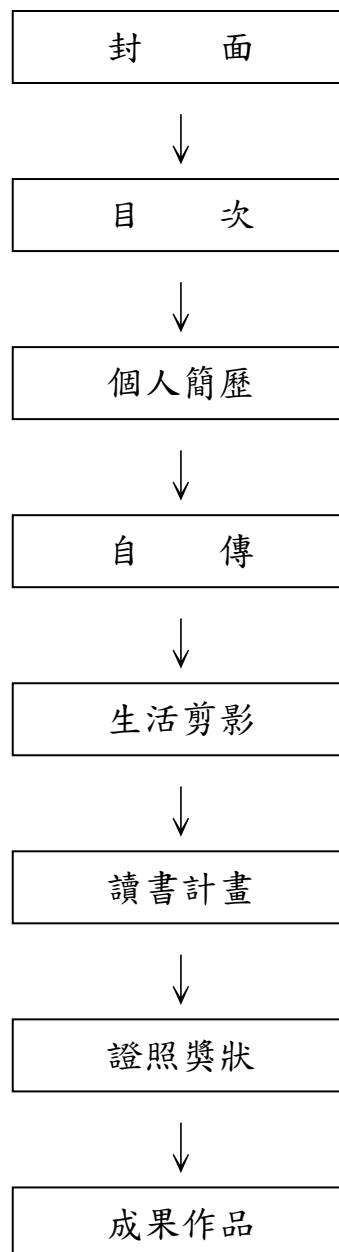 封　　面
目　　次
個人簡歷
自　　傳
生活剪影
讀書計畫
證照獎狀
成果作品